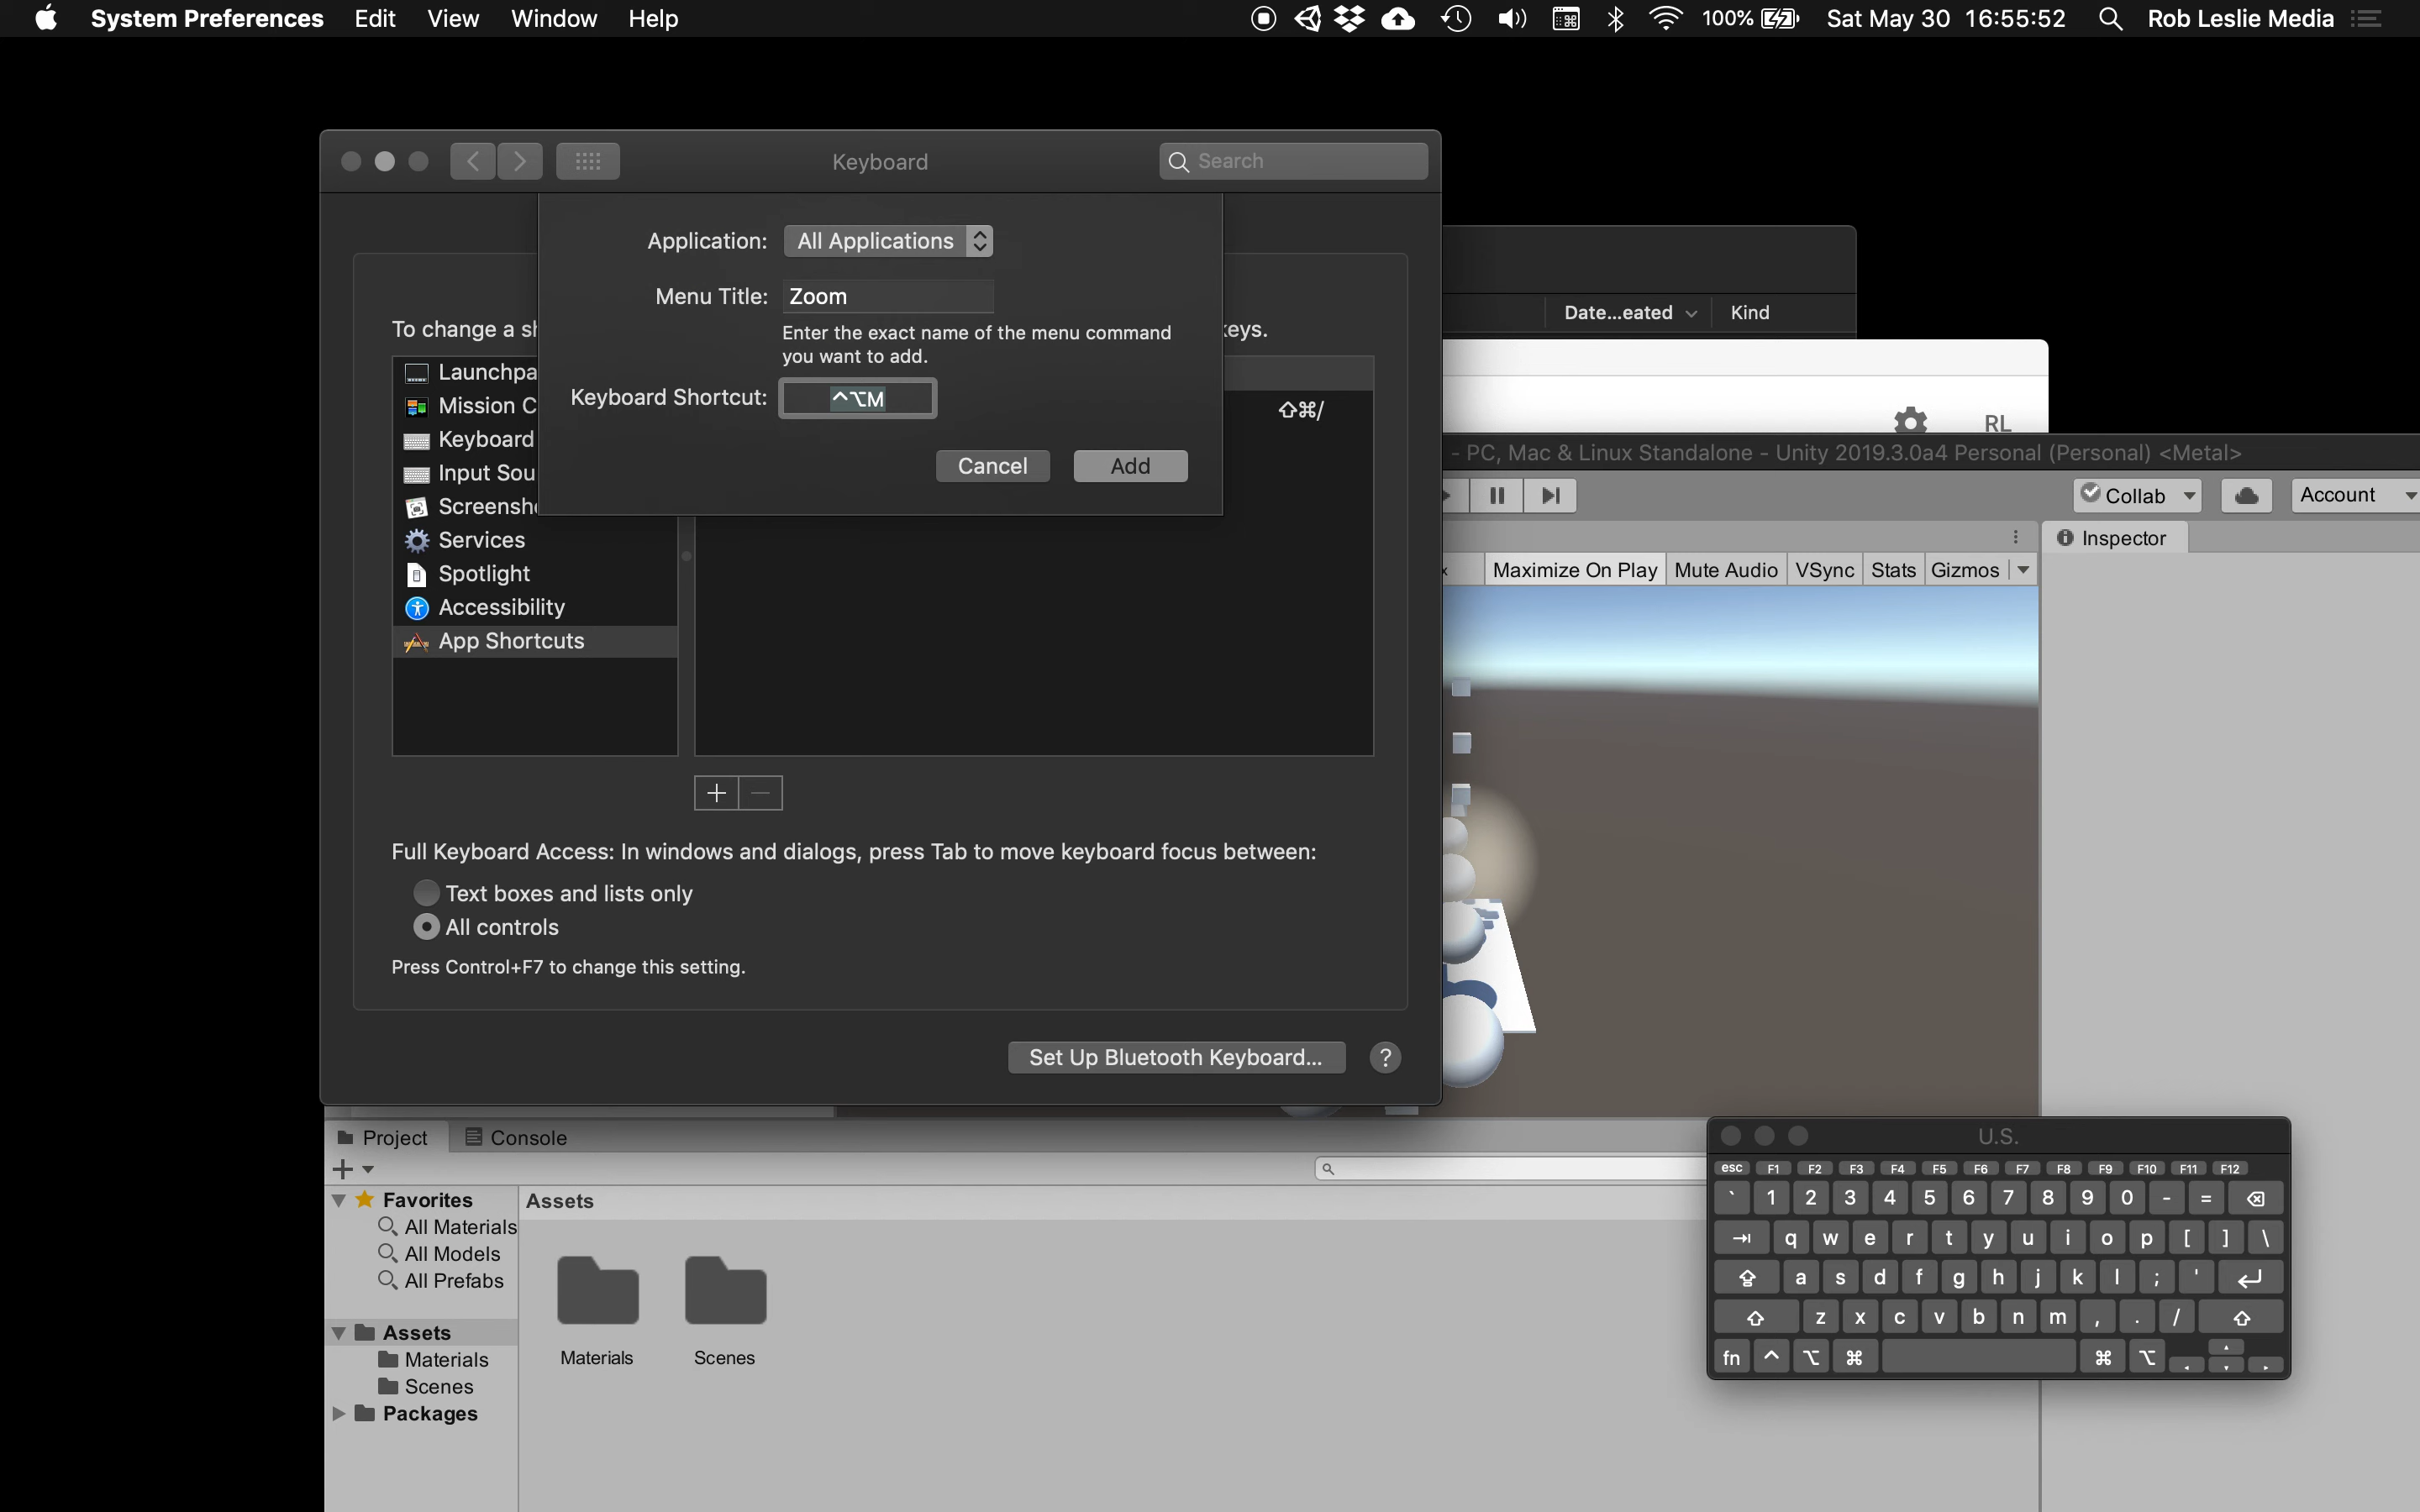 System Preferences Edit View Window Help 100% Sat May 30 16:55:52 Rob Leslie Media
Keyboard
Search
Application: All Applications
Menu Title: Zoom
Enter the exact name of the menu command
you want to add.
Keyboard Shortcut: ^⌥M
Cancel Add
To change a sh
keys.
Launchpa
Mission C
Keyboard
Input Sou
Screensh
Services
Spotlight
Accessibility
App Shortcuts
⇧⌘/
Full Keyboard Access: In windows and dialogs, press Tab to move keyboard focus between:
Text boxes and lists only
All controls
Press Control+F7 to change this setting.
Set Up Bluetooth Keyboard... ?
Date...eated Kind
RL
- PC, Mac & Linux Standalone - Unity 2019.3.0a4 Personal (Personal) <Metal>
Collab Account
Inspector
x Maximize On Play Mute Audio VSync Stats Gizmos
Project Console
Favorites
All Materials
All Models
All Prefabs
Assets
Materials
Scenes
Packages
Assets
Materials Scenes
U.S.
esc F1 F2 F3 F4 F5 F6 F7 F8 F9 F10 F11 F12
` 1 2 3 4 5 6 7 8 9 0 - =
q w e r t y u i o p [ ] \
a s d f g h j k l ; '
z x c v b n m , . /
fn ^ ⌥ ⌘ ⌘ ⌥